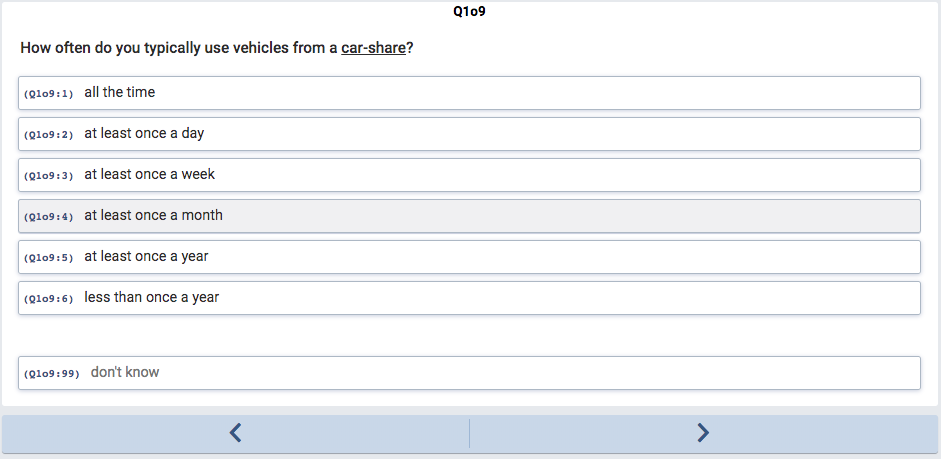 Q1o9
How often do you typically use vehicles from a car-share?
(Q1o9:1) all the time
(Q1o9:2) at least once a day
(Q1o9:3) at least once a week
(Q1o9:4) at least once a month
(Q1o9:5) at least once a year
(Q1o9:6) less than once a year
(Q1o9:99) don't know